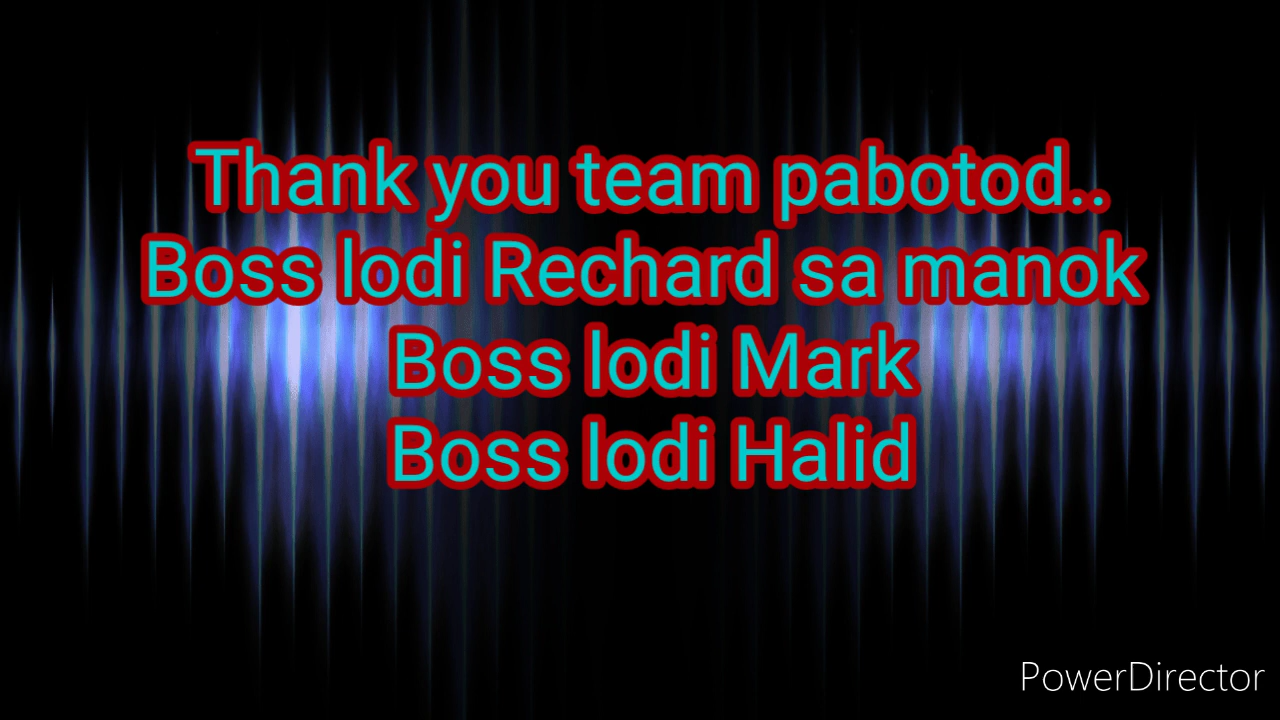 Thank you team pabotod..
Boss lodi Rechard sa manok
Boss lodi Mark
Boss lodi Halid
PowerDirector